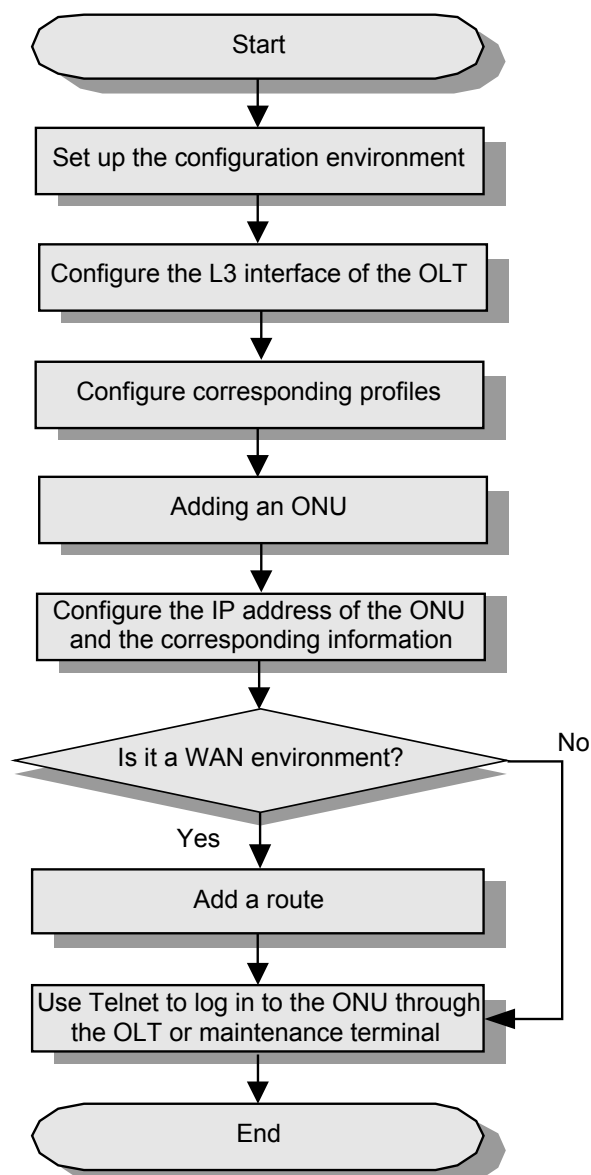 Start
Set up the configuration environment
Configure the L3 interface of the OLT
Configure corresponding profiles
Adding an ONU
Configure the IP address of the ONU
and the corresponding information
Is it a WAN environment?
No
Yes
Add a route
Use Telnet to log in to the ONU through
the OLT or maintenance terminal
End